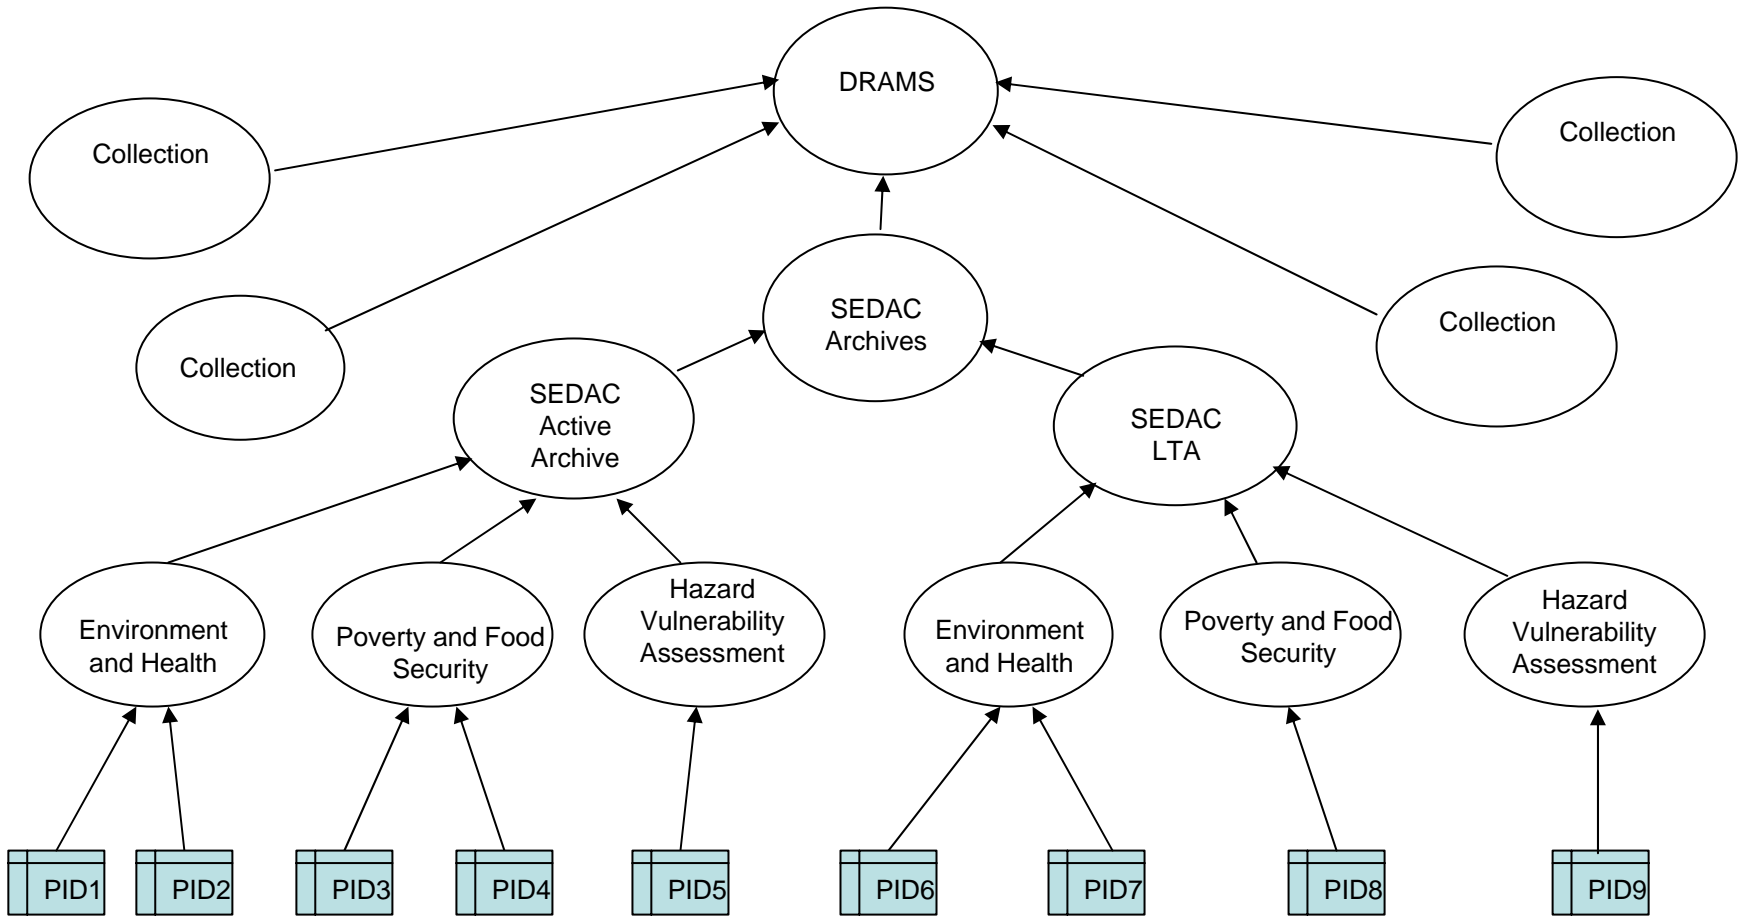 DRAMS
Collection
Collection
SEDAC
Archives
Collection
Collection
SEDAC
Active
Archive
SEDAC
LTA
Environment
and Health
Poverty and Food
Security
Hazard
Vulnerability
Assessment
Environment
and Health
Poverty and Food
Security
Hazard
Vulnerability
Assessment
PID1
PID2
PID3
PID4
PID5
PID6
PID7
PID8
PID9